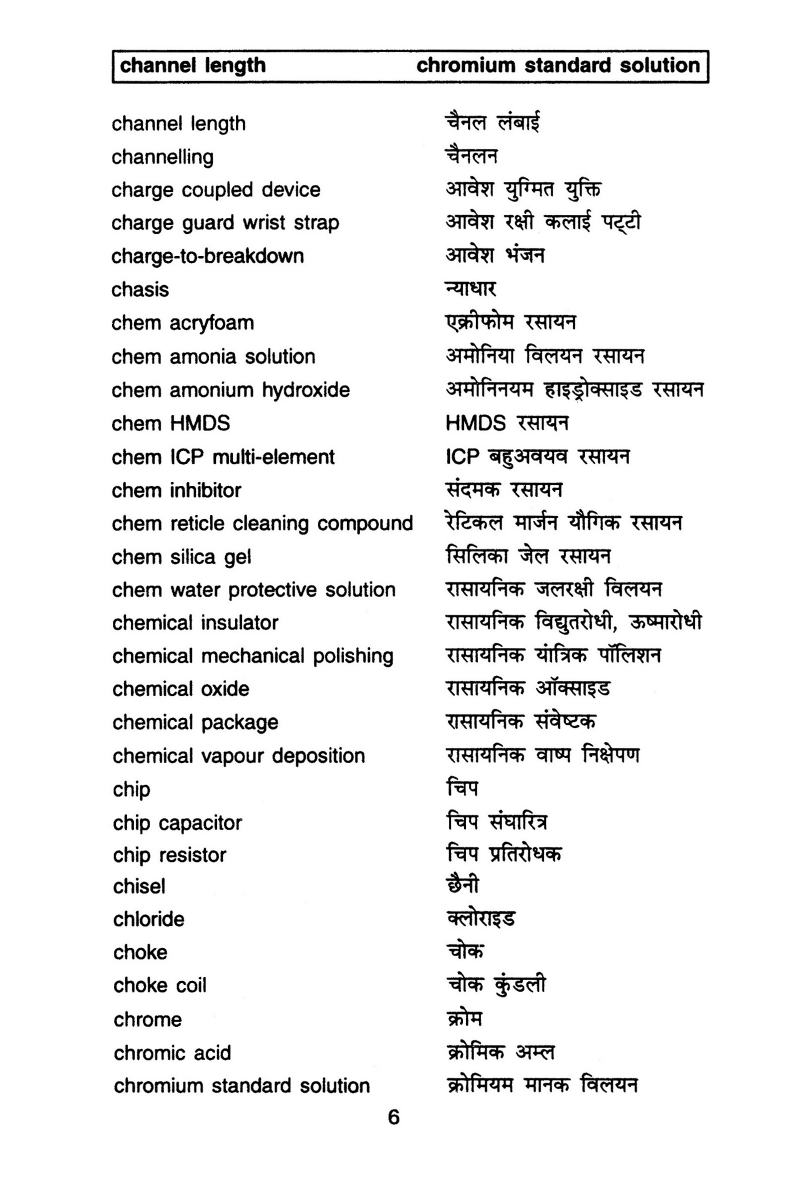 channel length chromium standard solution
channel length चैनल लंबाई
channelling चैनलन
charge coupled device आवेश युग्मित युक्ति
charge guard wrist strap आवेश रक्षी कलाई पट्टी
charge-to-breakdown आवेश भंजन
chasis न्याधार
chem acryfoam एक्रीफोम रसायन
chem amonia solution अमोनिया विलयन रसायन
chem amonium hydroxide अमोनिनयम हाइड्रोक्साइड रसायन
chem HMDS HMDS रसायन
chem ICP multi-element ICP बहुअवयव रसायन
chem inhibitor संदमक रसायन
chem reticle cleaning compound रेटिकल मार्जन यौगिक रसायन
chem silica gel सिलिका जेल रसायन
chem water protective solution रासायनिक जलरक्षी विलयन
chemical insulator रासायनिक विद्युतरोधी, ऊष्मारोधी
chemical mechanical polishing रासायनिक यांत्रिक पॉलिशन
chemical oxide रासायनिक ऑक्साइड
chemical package रासायनिक संवेष्टक
chemical vapour deposition रासायनिक वाष्प निक्षेपण
chip चिप
chip capacitor चिप संघारित्र
chip resistor चिप प्रतिरोधक
chisel छैनी
chloride क्लोराइड
choke चोक
choke coil चोक कुंडली
chrome क्रोम
chromic acid क्रोमिक अम्ल
chromium standard solution क्रोमियम मानक विलयन
6